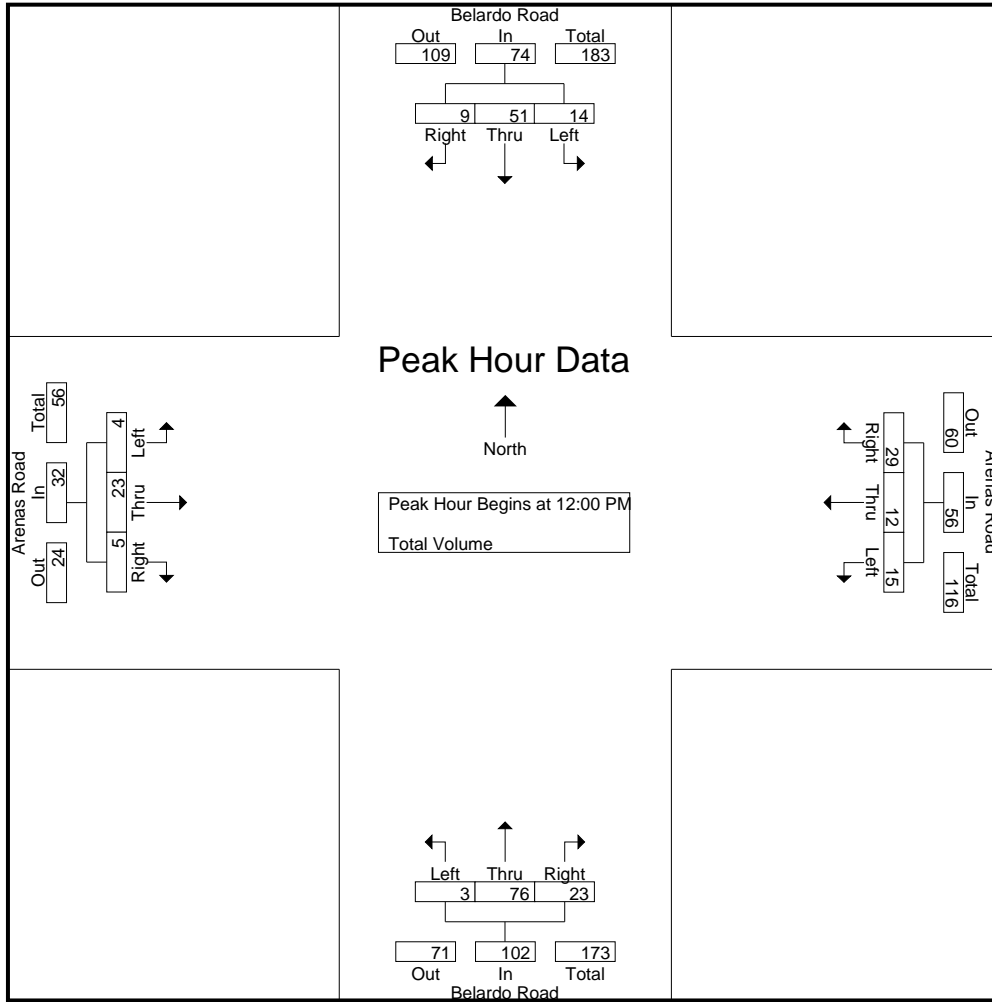 Belardo Road
Out In Total
109 74 183
9 51 14
Right Thru Left
Peak Hour Data
North
Peak Hour Begins at 12:00 PM
Total Volume
Arenas Road
Total In Out
56 32 24
4 23 5
Left Thru Right
Arenas Road
Out In Total
60 56 116
29 12 15
Right Thru Left
Left Thru Right
3 76 23
71 102 173
Out In Total
Belardo Road